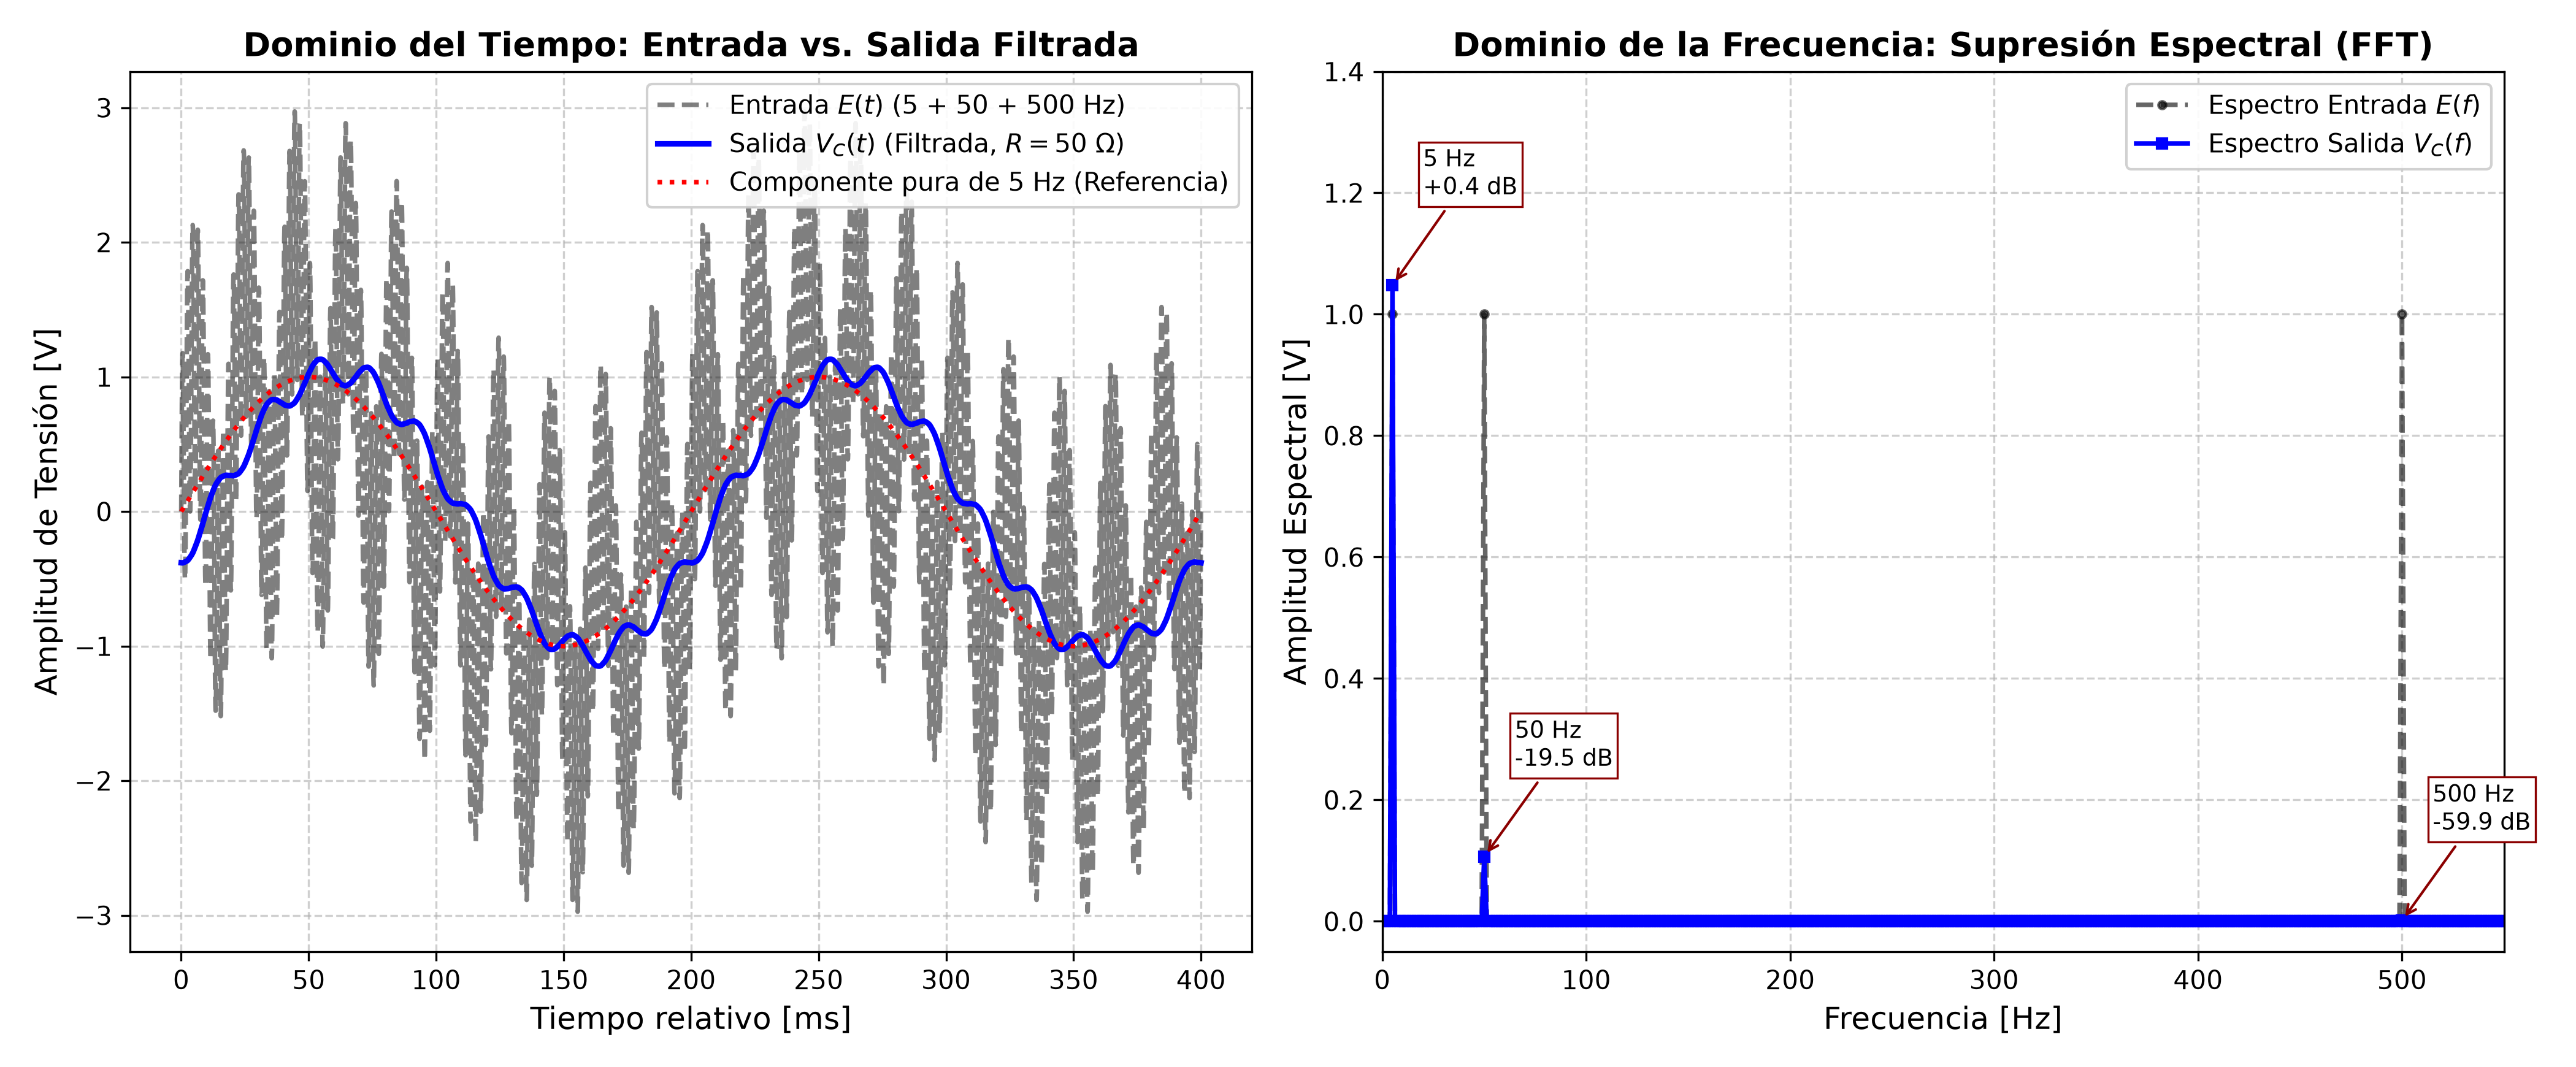 Dominio del Tiempo: Entrada vs. Salida Filtrada
Entrada E(t) (5 + 50 + 500 Hz)
Salida V_C(t) (Filtrada, R = 50 Ω)
Componente pura de 5 Hz (Referencia)
Amplitud de Tensión [V]
3
2
1
0
−1
−2
−3
0 50 100 150 200 250 300 350 400
Tiempo relativo [ms]
Dominio de la Frecuencia: Supresión Espectral (FFT)
Espectro Entrada E(f)
Espectro Salida V_C(f)
5 Hz
+0.4 dB
50 Hz
-19.5 dB
500 Hz
-59.9 dB
Amplitud Espectral [V]
1.4
1.2
1.0
0.8
0.6
0.4
0.2
0.0
0 100 200 300 400 500
Frecuencia [Hz]